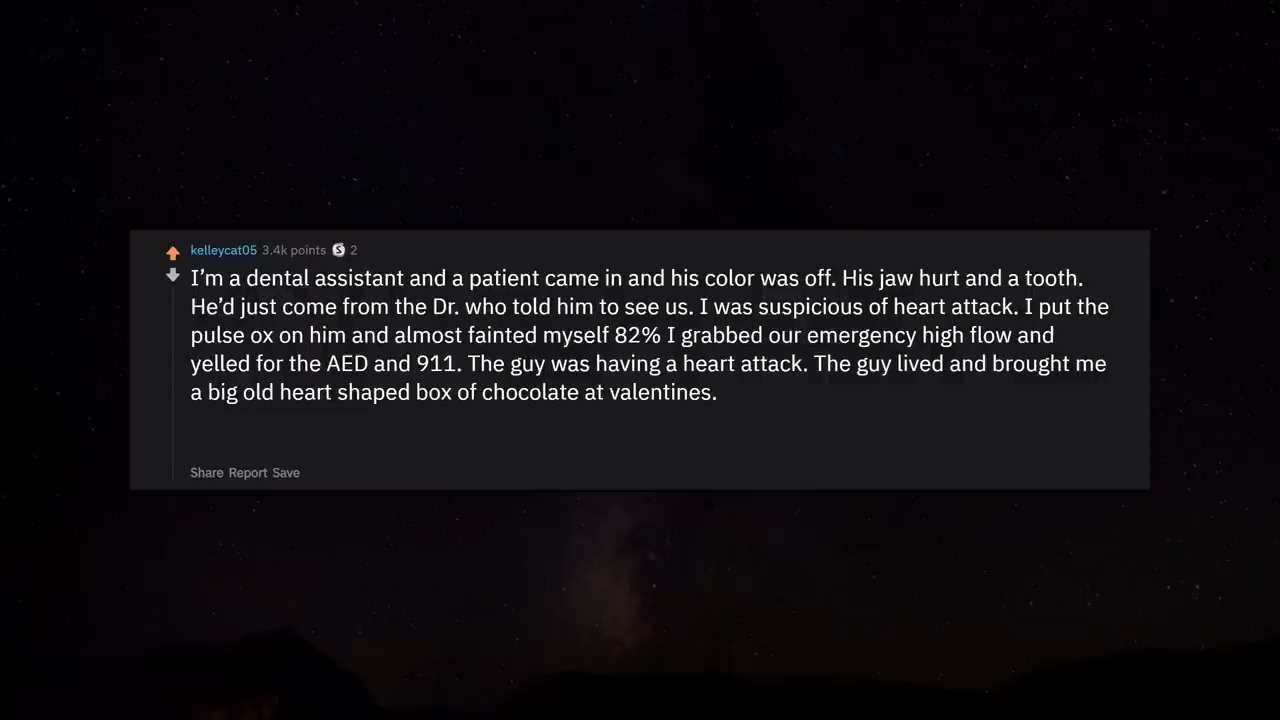 kelleycat05 3.4k points S 2
I’m a dental assistant and a patient came in and his color was off. His jaw hurt and a tooth.
He’d just come from the Dr. who told him to see us. I was suspicious of heart attack. I put the
pulse ox on him and almost fainted myself 82% I grabbed our emergency high flow and
yelled for the AED and 911. The guy was having a heart attack. The guy lived and brought me
a big old heart shaped box of chocolate at valentines.
Share Report Save